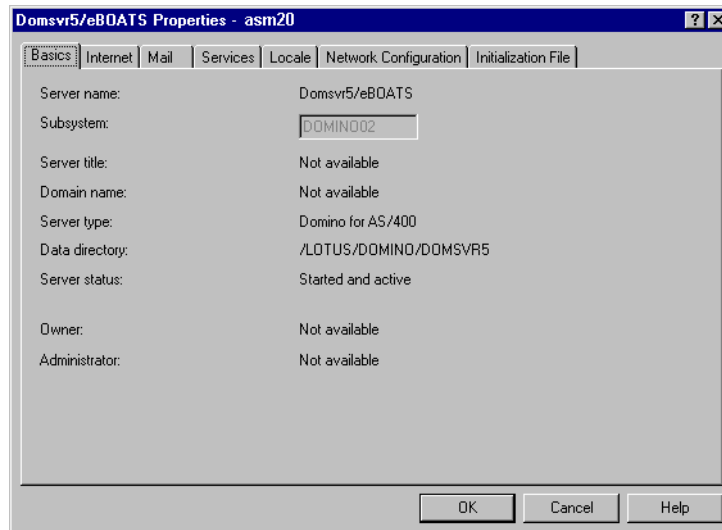 Domsvr5/eBOATS Properties - asm20
Basics Internet Mail Services Locale Network Configuration Initialization File
Server name: Domsvr5/eBOATS
Subsystem: DOMINO02
Server title: Not available
Domain name: Not available
Server type: Domino for AS/400
Data directory: /LOTUS/DOMINO/DOMSVR5
Server status: Started and active
Owner: Not available
Administrator: Not available
OK Cancel Help